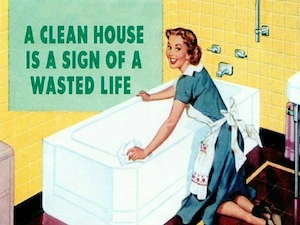 A CLEAN HOUSE
IS A SIGN OF A
WASTED LIFE